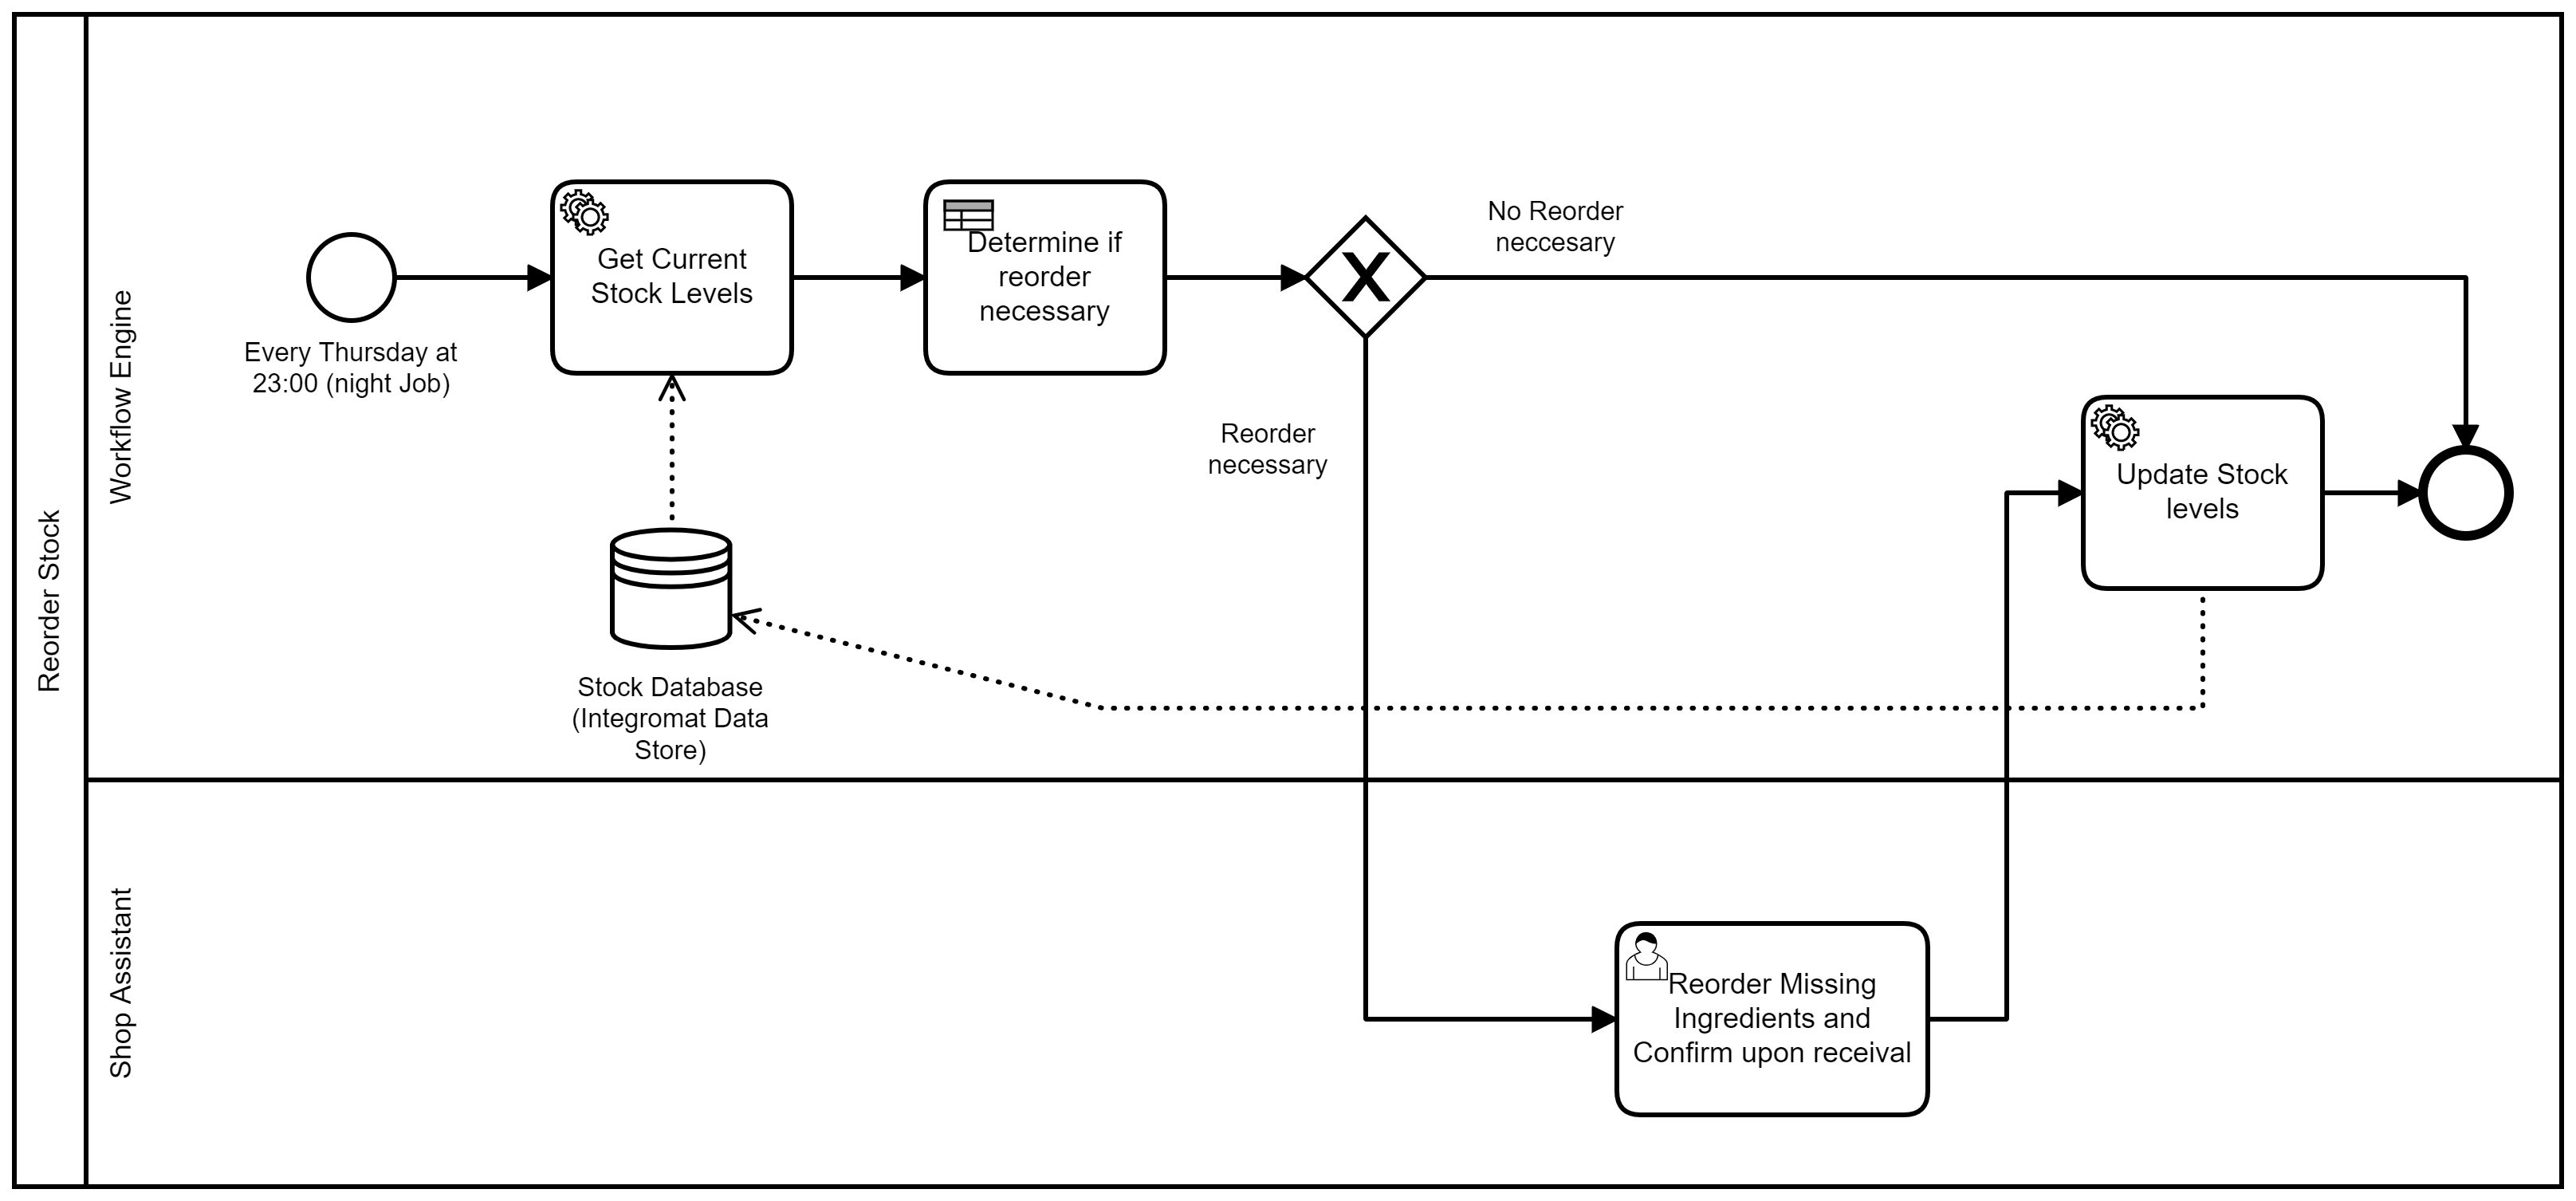 Reorder Stock
Workflow Engine
Every Thursday at
23:00 (night Job)
Get Current
Stock Levels
Determine if
reorder
necessary
X
No Reorder
neccesary
Reorder
necessary
Update Stock
levels
Stock Database
(Integromat Data
Store)
Shop Assistant
Reorder Missing
Ingredients and
Confirm upon receival